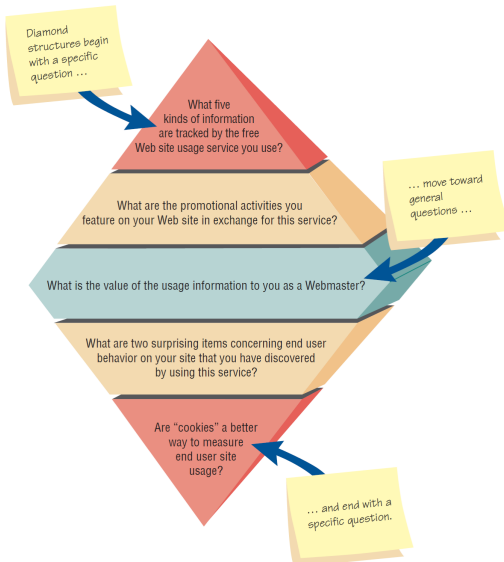 Diamond
structures begin
with a specific
question …
What five
kinds of information
are tracked by the free
Web site usage service you use?
What are the promotional activities you
feature on your Web site in exchange for this service?
… move toward
general
questions …
What is the value of the usage information to you as a Webmaster?
What are two surprising items concerning end user
behavior on your site that you have discovered
by using this service?
Are “cookies” a better
way to measure
end user site
usage?
… and end with a
specific question.